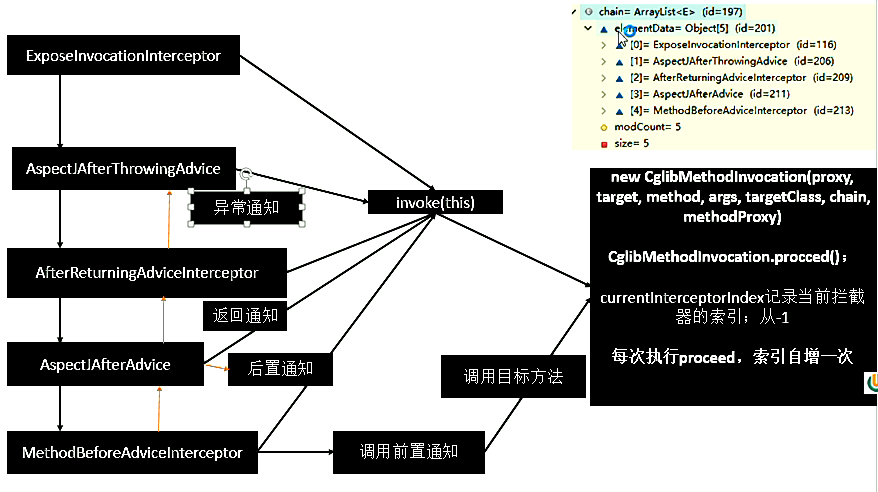 chain= ArrayList<E> (id=197)
elementData= Object[5] (id=201)
[0]= ExposeInvocationInterceptor (id=116)
[1]= AspectJAfterThrowingAdvice (id=206)
[2]= AfterReturningAdviceInterceptor (id=209)
[3]= AspectJAfterAdvice (id=211)
[4]= MethodBeforeAdviceInterceptor (id=213)
modCount= 5
size= 5
ExposeInvocationInterceptor
AspectJAfterThrowingAdvice
异常通知
invoke(this)
AfterReturningAdviceInterceptor
返回通知
AspectJAfterAdvice
后置通知
MethodBeforeAdviceInterceptor
调用前置通知
调用目标方法
new CglibMethodInvocation(proxy,
target, method, args, targetClass, chain,
methodProxy)
CglibMethodInvocation.procced();
currentInterceptorIndex记录当前拦截
器的索引；从-1
每次执行proceed，索引自增一次